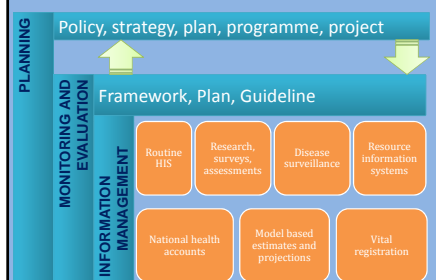 PLANNING
Policy, strategy, plan, programme, project
MONITORING AND
EVALUATION
Framework, Plan, Guideline
INFORMATION
MANAGEMENT
Routine
HIS
Research,
surveys,
assessments
Disease
surveillance
Resource
information
systems
National health
accounts
Model based
estimates and
projections
Vital
registration